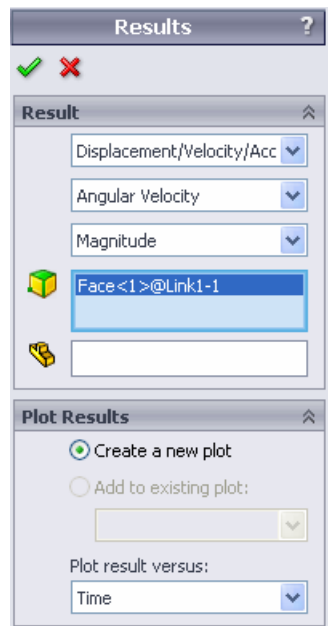 Results ?
Result
Displacement/Velocity/Acc
Angular Velocity
Magnitude
Face<1>@Link1-1
Plot Results
Create a new plot
Add to existing plot:
Plot result versus:
Time